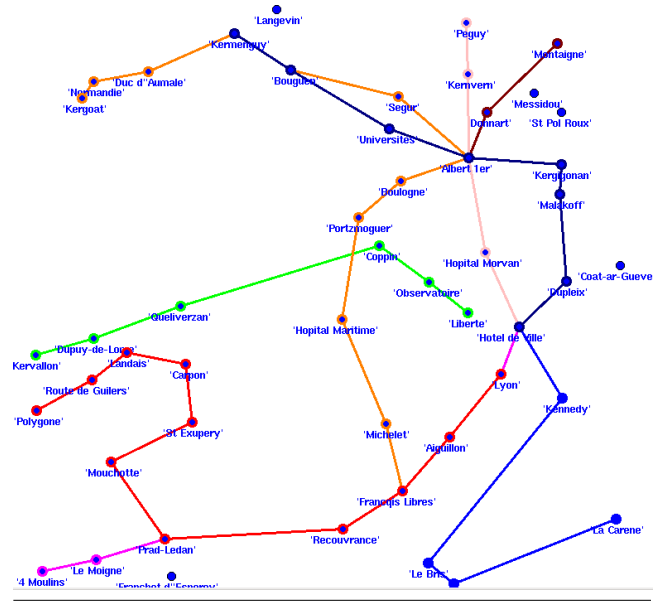 'Langevin'
'Peguy'
'Kermenguy'
'Montaigne'
'Duc d''Aumale'
'Bouguen'
'Kernvern'
'Normandie'
'Kergoat'
'Segur'
'Messidou'
'Donnart'
'St Pol Roux'
'Universites'
'Albert 1er'
'Kergigonan'
'Boulogne'
'Malakoff'
'Portzmoguer'
'Coppin'
'Hopital Morvan'
'Coat-ar-Gueve
'Observatoire'
'Dupleix'
'Queliverzan'
'Hopital Maritime'
'Liberte'
'Hotel de Ville'
'Dupuy-de-Lome'
Kervallon'
'Landais'
'Carpon'
'Route de Guilers'
'Lyon'
'Polygone'
'Kennedy'
'St Exupery'
'Michelet'
'Aiguillon'
'Mouchotte'
'Francqis Libres'
'Recouvrance'
'La Carene'
'Prad-Ledan'
'Le Moigne'
'Le Bris'
'4 Moulins'